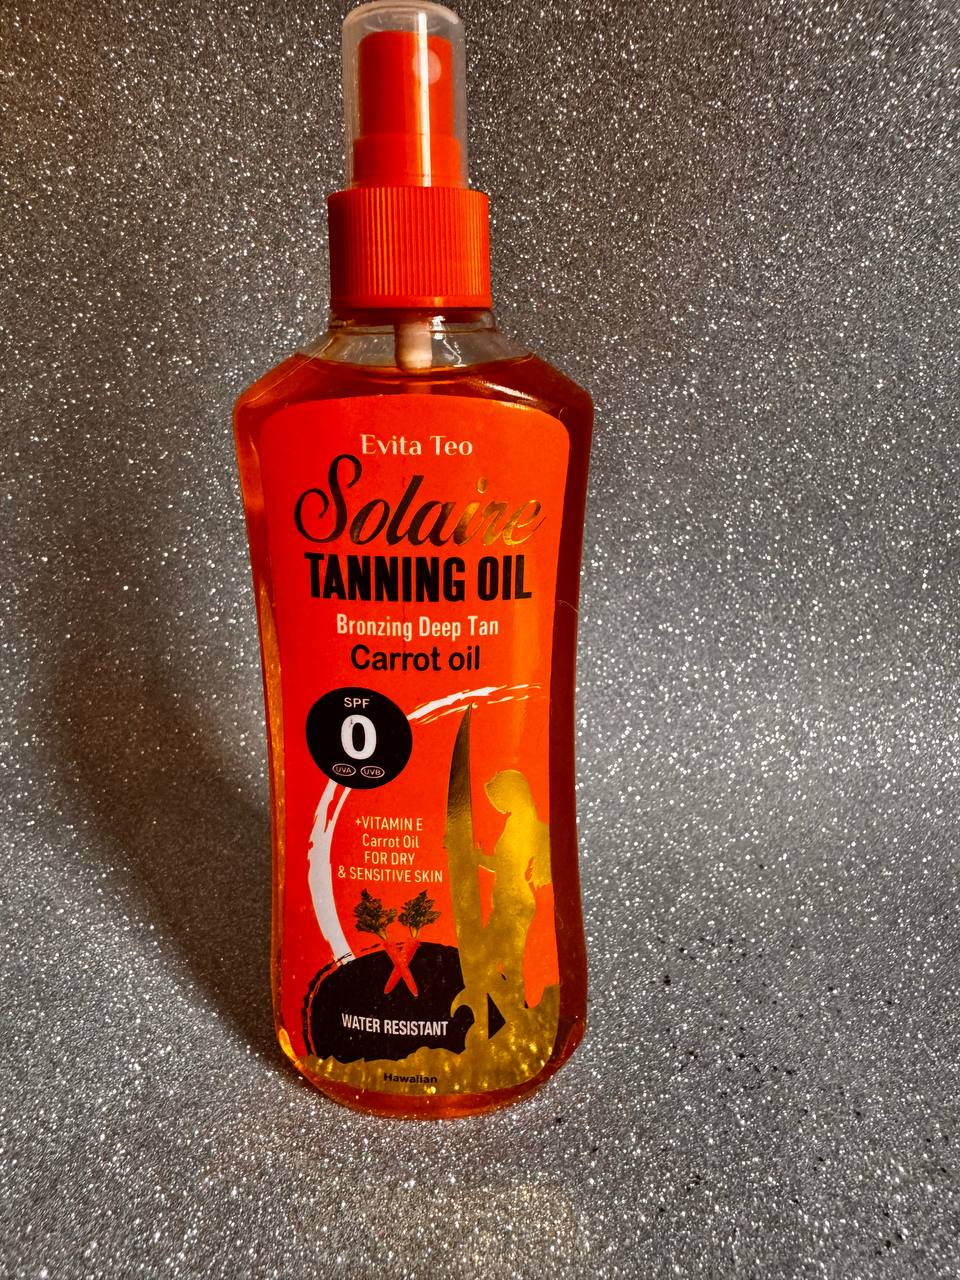 Evita Teo
Solaire
TANNING OIL
Bronzing Deep Tan
Carrot oil
SPF
0
UVA UVB
+VITAMIN E
Carrot Oil
FOR DRY
& SENSITIVE SKIN
WATER RESISTANT
Hawaiian